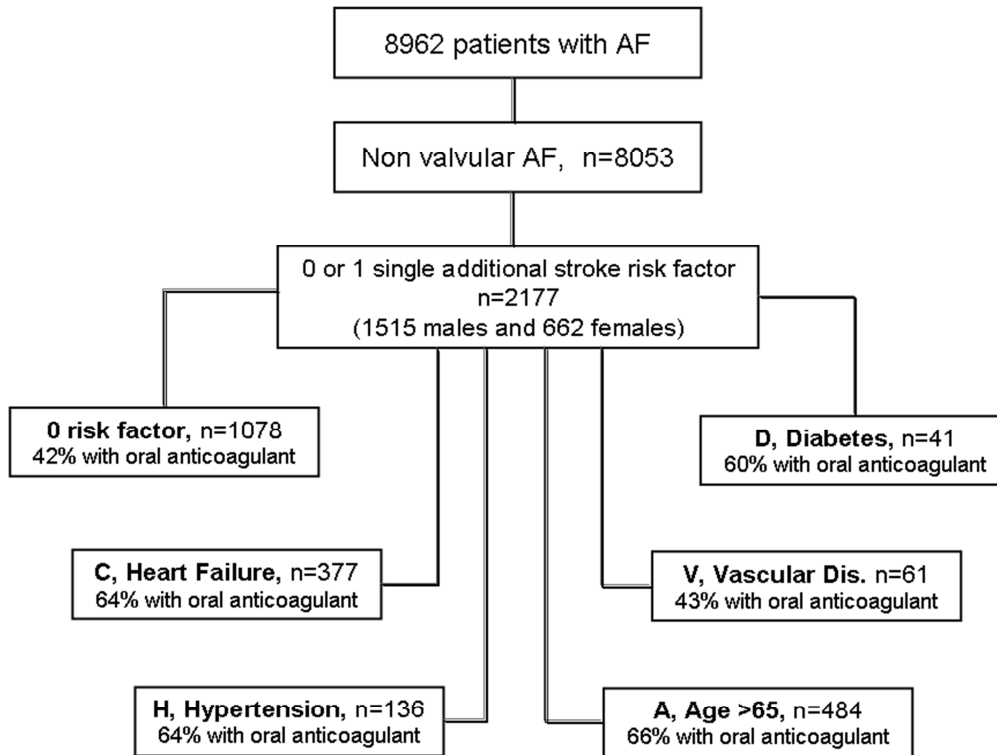 8962 patients with AF
Non valvular AF, n=8053
0 or 1 single additional stroke risk factor
n=2177
(1515 males and 662 females)
0 risk factor, n=1078
42% with oral anticoagulant
D, Diabetes, n=41
60% with oral anticoagulant
C, Heart Failure, n=377
64% with oral anticoagulant
V, Vascular Dis. n=61
43% with oral anticoagulant
H, Hypertension, n=136
64% with oral anticoagulant
A, Age >65, n=484
66% with oral anticoagulant